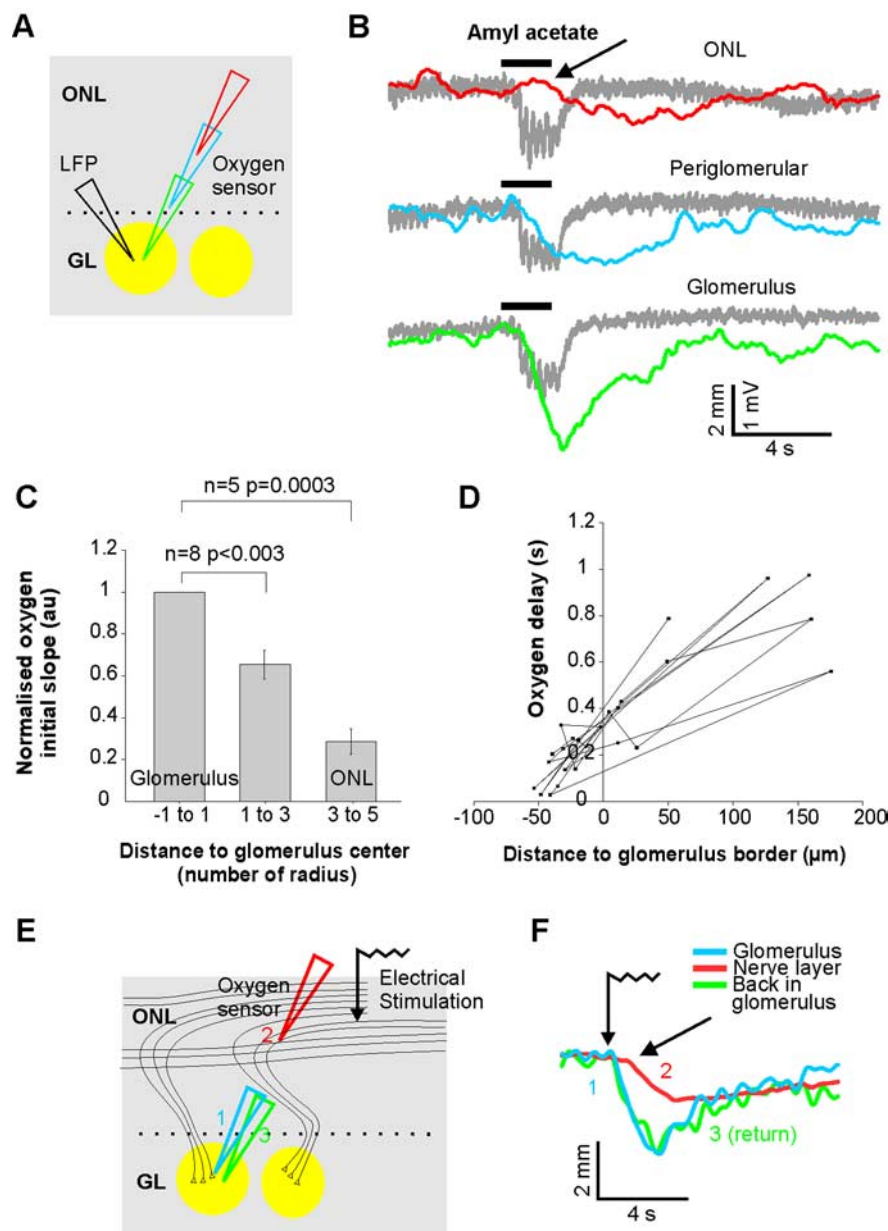 A
ONL
LFP
Oxygen
sensor
GL
B
Amyl acetate
ONL
Periglomerular
Glomerulus
2 mm
1 mV
4 s
C
n=5 p=0.0003
n=8 p<0.003
Normalised oxygen
initial slope (au)
1.2
1
0.8
0.6
0.4
0.2
0
Glomerulus
ONL
-1 to 1
1 to 3
3 to 5
Distance to glomerulus center
(number of radius)
D
Oxygen delay (s)
1.2
1
0.8
0.6
0.4
0.2
0
-100
-50
0
50
100
150
200
Distance to glomerulus border (µm)
E
Oxygen
sensor
Electrical
Stimulation
ONL
2
1
3
GL
F
Glomerulus
Nerve layer
Back in
glomerulus
1
2
3 (return)
2 mm
4 s